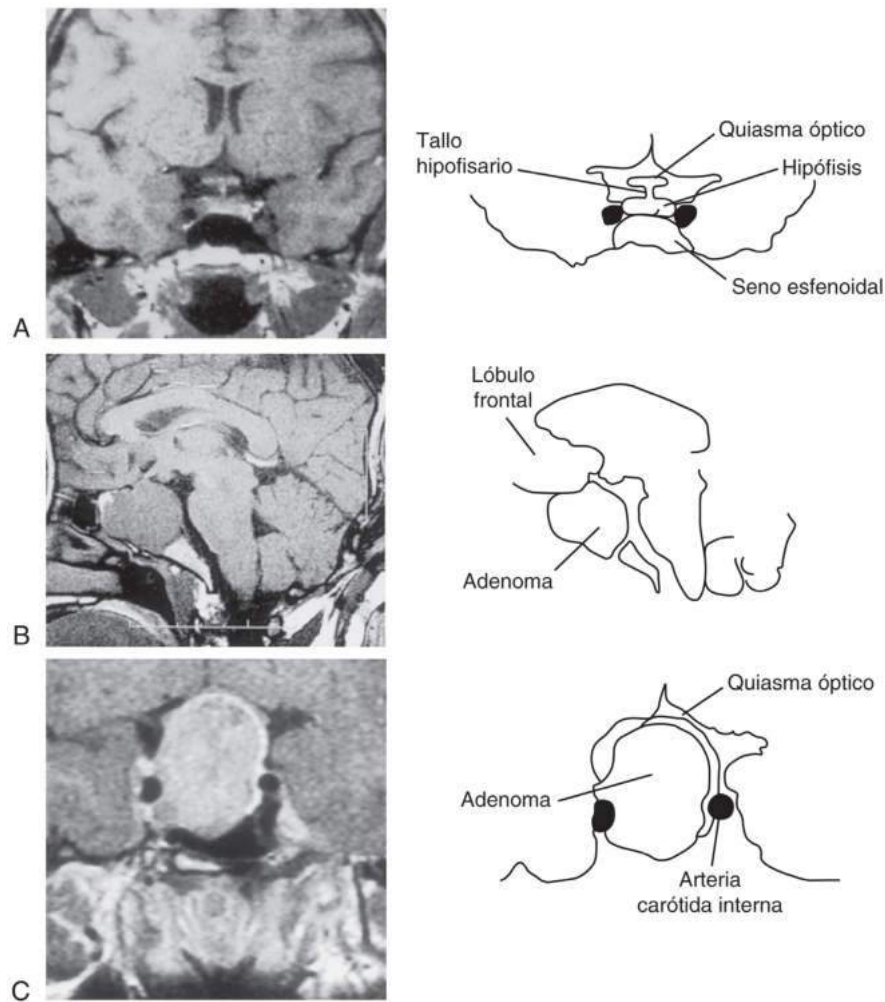 Tallo
hipofisario
Quiasma óptico
Hipófisis
Seno esfenoidal
A
Lóbulo
frontal
Adenoma
B
Quiasma óptico
Adenoma
Arteria
carótida interna
C